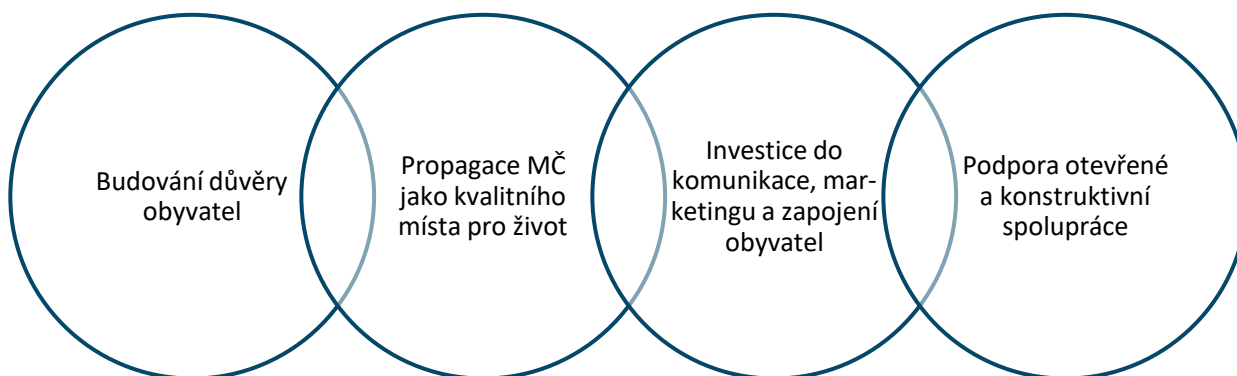 Budování důvěry
obyvatel
Propagace MČ
jako kvalitního
místa pro život
Investice do
komunikace, mar-
ketingu a zapojení
obyvatel
Podpora otevřené
a konstruktivní
spolupráce